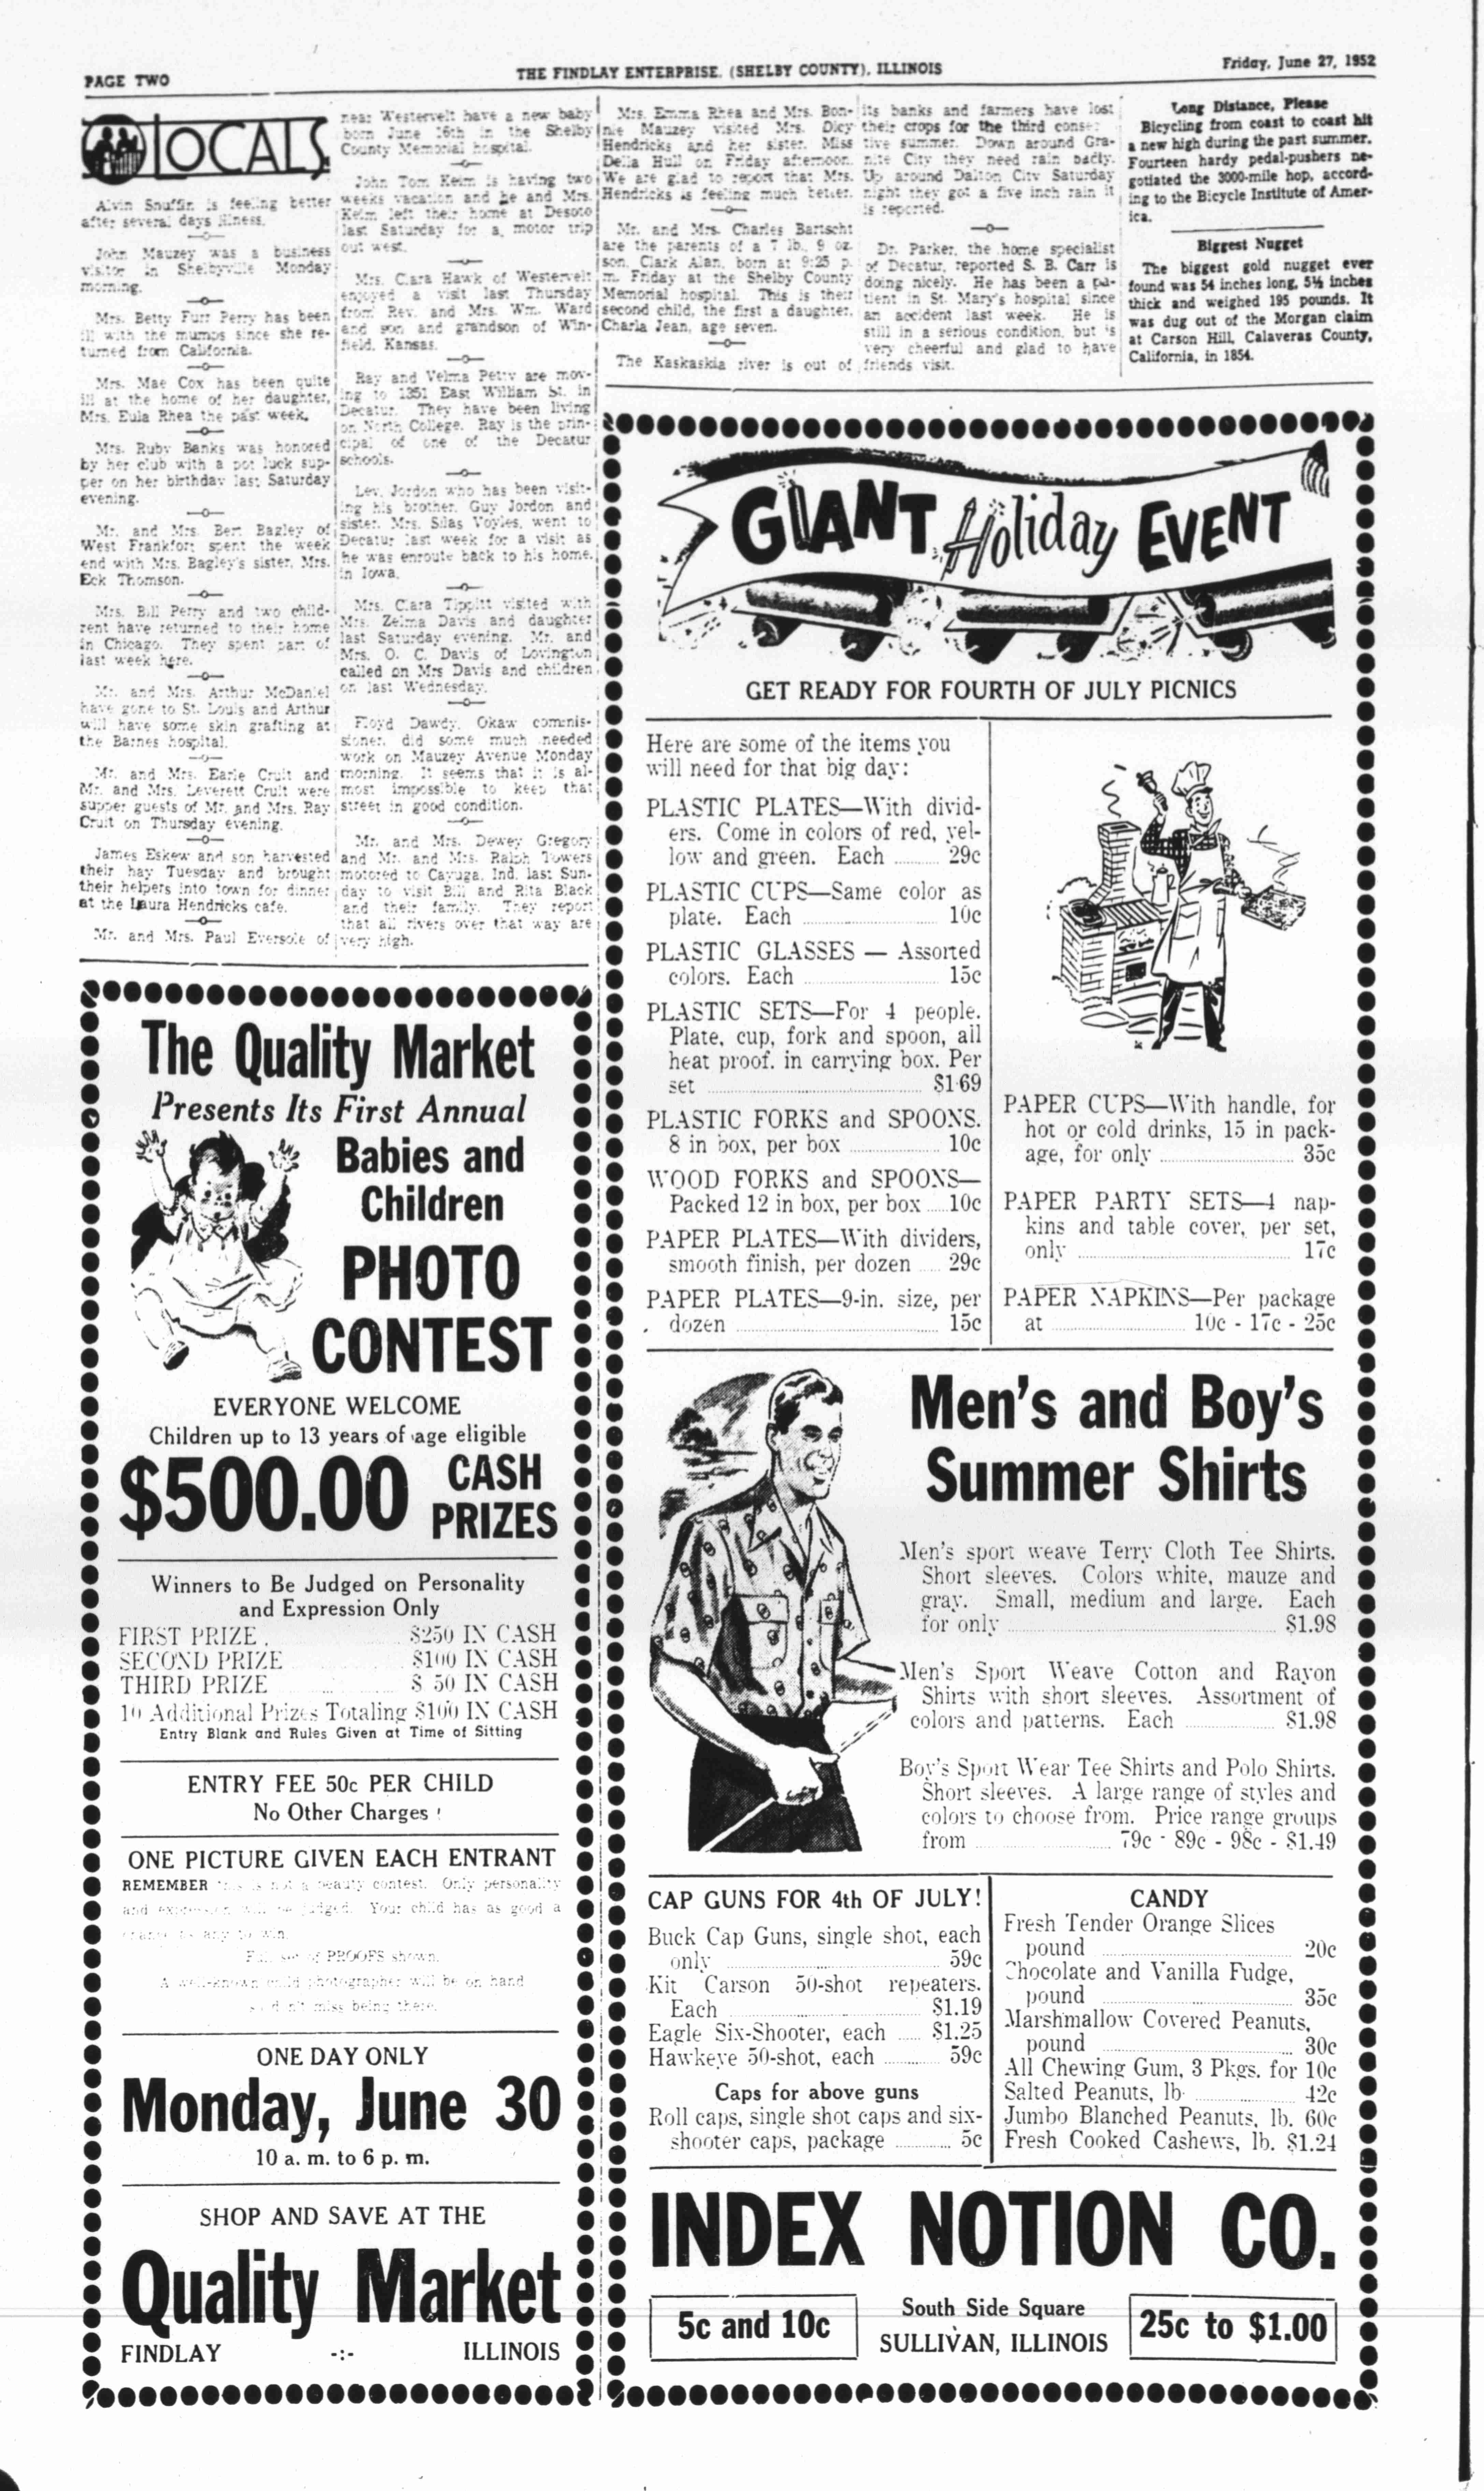 PAGE TWO
THE FINDLAY ENTERPRISE, (SHELBY COUNTY), ILLINOIS
Friday, June 27, 1952
LOCALS
Alvin Snuffin is feeling better
after several days illness.
John Mauzey was a business
visitor in Shelbyville Monday
morning.
Mrs. Betty Furr Perry has been
ill with the mumps since she re-
turned from California.
Mrs. Mae Cox has been quite
ill at the home of her daughter,
Mrs. Eula Rhea the past week.
Mrs. Ruby Banks was honored
by her club with a pot luck sup-
per on her birthday last Saturday
evening.
Mr. and Mrs. Bert Bagley of
West Frankfort spent the week
end with Mrs. Bagley's sister, Mrs.
Eck Thomson.
Mrs. Bill Perry and two child-
rent have returned to their home
in Chicago. They spent part of
last week here.
Mr. and Mrs. Arthur McDaniel
have gone to St. Louis and Arthur
will have some skin grafting at
the Barnes hospital.
Mr. and Mrs. Earle Cruit and
Mr. and Mrs. Leverett Cruit were
supper guests of Mr. and Mrs. Ray
Cruit on Thursday evening.
James Eskew and son harvested
their hay Tuesday and brought
their helpers into town for dinner
at the Laura Hendricks cafe.
Mr. and Mrs. Paul Eversole of
near Westervelt have a new baby
born June 16th in the Shelby
County Memorial hospital.
John Tom Keim is having two
weeks vacation and he and Mrs.
Keim left their home at Desoto
last Saturday for a motor trip
out west.
Mrs. Clara Hawk of Westervelt
enjoyed a visit last Thursday
from Rev. and Mrs. Wm. Ward
and son and grandson of Win-
field, Kansas.
Ray and Velma Petty are mov-
ing to 1351 East William St. in
Decatur. They have been living
on North College. Ray is the prin-
cipal of one of the Decatur
schools.
Lev. Jordon who has been visit-
ing his brother, Guy Jordon and
sister, Mrs. Silas Voyles, went to
Decatur last week for a visit as
he was enroute back to his home
in Iowa.
Mrs. Clara Tippitt visited with
Mrs. Zelma Davis and daughter
last Saturday evening. Mr. and
Mrs. O. C. Davis of Lovington
called on Mrs Davis and children
on last Wednesday.
Floyd Dawdy, Okaw commis-
sioner, did some much needed
work on Mauzey Avenue Monday
morning. It seems that it is al-
most impossible to keep that
street in good condition.
Mr. and Mrs. Dewey Gregory
and Mr. and Mrs. Ralph Towers
motored to Cayuga, Ind. last Sun-
day to visit Bill and Rita Black
and their family. They report
that all rivers over that way are
very high.
Mrs. Emma Rhea and Mrs. Bon-
nie Mauzey visited Mrs. Dicy
Hendricks and her sister, Miss
Della Hull on Friday afternoon.
We are glad to report that Mrs.
Hendricks is feeling much better.
Mr. and Mrs. Charles Bartscht
are the parents of a 7 lb., 9 oz.
son, Clark Alan, born at 9:25 p.
m. Friday at the Shelby County
Memorial hospital. This is their
second child, the first a daughter,
Charla Jean, age seven.
The Kaskaskia river is out of
its banks and farmers have lost
their crops for the third consec-
tive summer. Down around Gra-
nite City they need rain badly.
Up around Dalton City Saturday
night they got a five inch rain it
is reported.
Dr. Parker, the home specialist
of Decatur, reported S. B. Carr is
doing nicely. He has been a pa-
tient in St. Mary's hospital since
an accident last week. He is
still in a serious condition, but is
very cheerful and glad to have
friends visit.
Long Distance, Please
Bicycling from coast to coast hit
a new high during the past summer.
Fourteen hardy pedal-pushers ne-
gotiated the 3000-mile hop, accord-
ing to the Bicycle Institute of Amer-
ica.
Biggest Nugget
The biggest gold nugget ever
found was 54 inches long, 5½ inches
thick and weighed 195 pounds. It
was dug out of the Morgan claim
at Carson Hill, Calaveras County,
California, in 1854.
The Quality Market
Presents Its First Annual
Babies and
Children
PHOTO
CONTEST
EVERYONE WELCOME
Children up to 13 years of age eligible
$500.00 CASH
PRIZES
Winners to Be Judged on Personality
and Expression Only
FIRST PRIZE $250 IN CASH
SECOND PRIZE $100 IN CASH
THIRD PRIZE $ 50 IN CASH
10 Additional Prizes Totaling $100 IN CASH
Entry Blank and Rules Given at Time of Sitting
ENTRY FEE 50c PER CHILD
No Other Charges !
ONE PICTURE GIVEN EACH ENTRANT
REMEMBER this is not a beauty contest. Only personality
and expression will be judged. Your child has as good a
chance as any to win.
Full set of PROOFS shown.
A well-known child photographer will be on hand
so don't miss being there.
ONE DAY ONLY
Monday, June 30
10 a. m. to 6 p. m.
SHOP AND SAVE AT THE
Quality Market
FINDLAY -:- ILLINOIS
GIANT Holiday EVENT
GET READY FOR FOURTH OF JULY PICNICS
Here are some of the items you
will need for that big day:
PLASTIC PLATES—With divid-
ers. Come in colors of red, yel-
low and green. Each 29c
PLASTIC CUPS—Same color as
plate. Each 10c
PLASTIC GLASSES — Assorted
colors. Each 15c
PLASTIC SETS—For 4 people.
Plate, cup, fork and spoon, all
heat proof, in carrying box. Per
set $1.69
PLASTIC FORKS and SPOONS.
8 in box, per box 10c
WOOD FORKS and SPOONS—
Packed 12 in box, per box 10c
PAPER PLATES—With dividers,
smooth finish, per dozen 29c
PAPER PLATES—9-in. size, per
dozen 15c
PAPER CUPS—With handle, for
hot or cold drinks, 15 in pack-
age, for only 35c
PAPER PARTY SETS—4 nap-
kins and table cover, per set,
only 17c
PAPER NAPKINS—Per package
at 10c - 17c - 25c
Men's and Boy's
Summer Shirts
Men's sport weave Terry Cloth Tee Shirts.
Short sleeves. Colors white, mauze and
gray. Small, medium and large. Each
for only $1.98
Men's Sport Weave Cotton and Rayon
Shirts with short sleeves. Assortment of
colors and patterns. Each $1.98
Boy's Sport Wear Tee Shirts and Polo Shirts.
Short sleeves. A large range of styles and
colors to choose from. Price range groups
from 79c - 89c - 98c - $1.49
CAP GUNS FOR 4th OF JULY!
Buck Cap Guns, single shot, each
only 59c
Kit Carson 50-shot repeaters.
Each $1.19
Eagle Six-Shooter, each $1.25
Hawkeye 50-shot, each 59c
Caps for above guns
Roll caps, single shot caps and six-
shooter caps, package 5c
CANDY
Fresh Tender Orange Slices
pound 20c
Chocolate and Vanilla Fudge,
pound 35c
Marshmallow Covered Peanuts,
pound 30c
All Chewing Gum, 3 Pkgs. for 10c
Salted Peanuts, lb. 42c
Jumbo Blanched Peanuts, lb. 60c
Fresh Cooked Cashews, lb. $1.24
INDEX NOTION CO.
5c and 10c
South Side Square
SULLIVAN, ILLINOIS
25c to $1.00